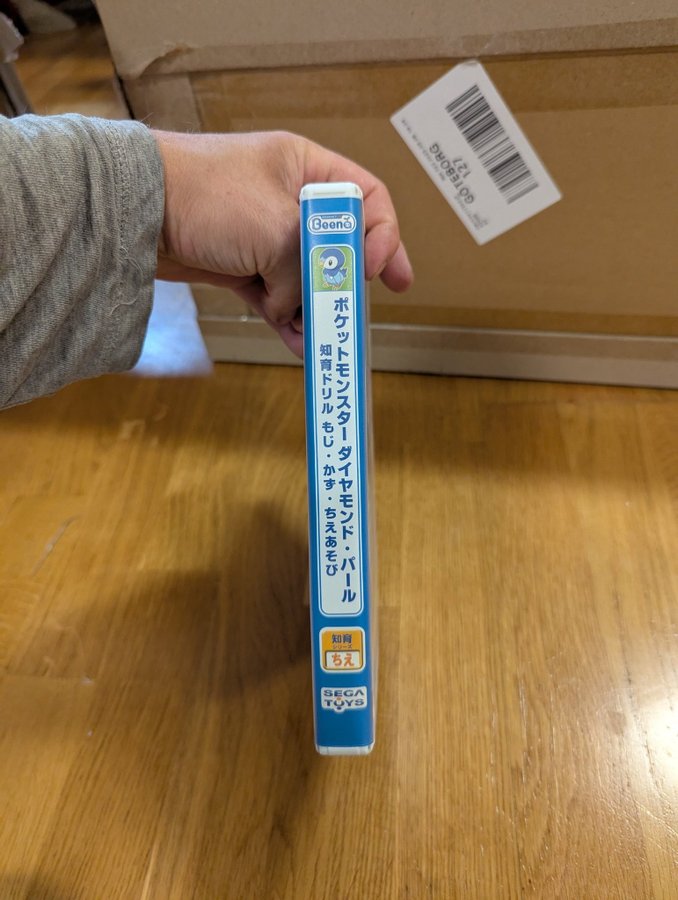 Beena
ポケットモンスター ダイヤモンド・パール
知育ドリル もじ・かず・ちえあそび
知育
シリーズ
ちえ
SEGA
TOYS
GÖTEBORG
127